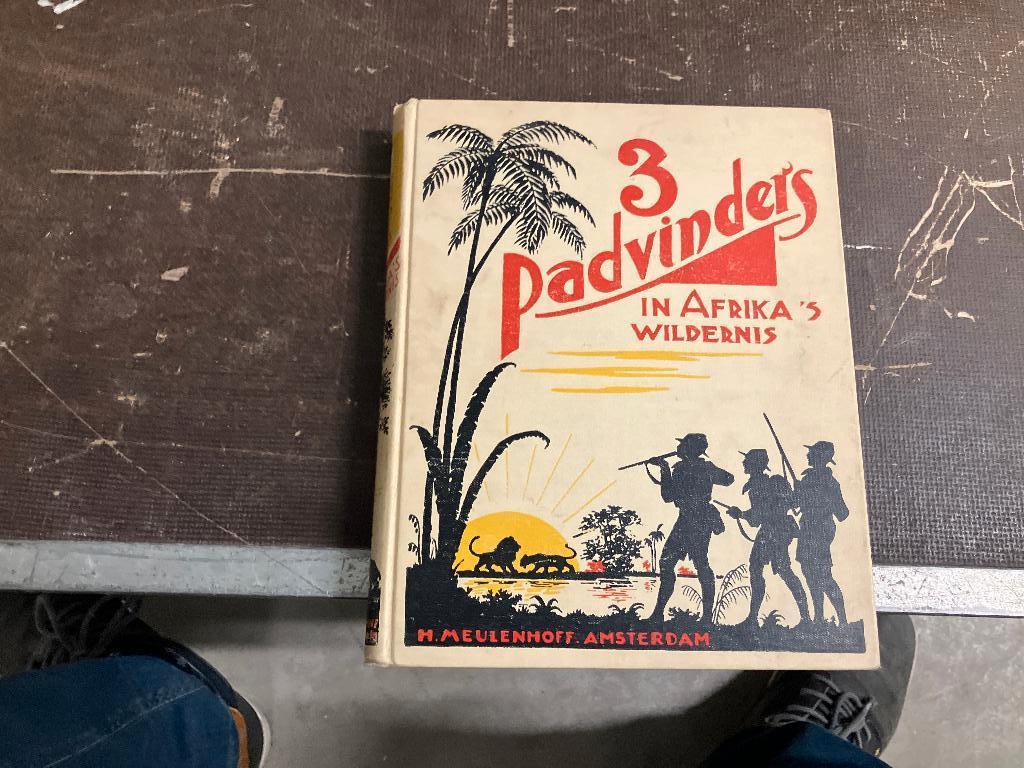 3
padvinders
IN AFRIKA'S
WILDERNIS
H. MEULENHOFF. AMSTERDAM